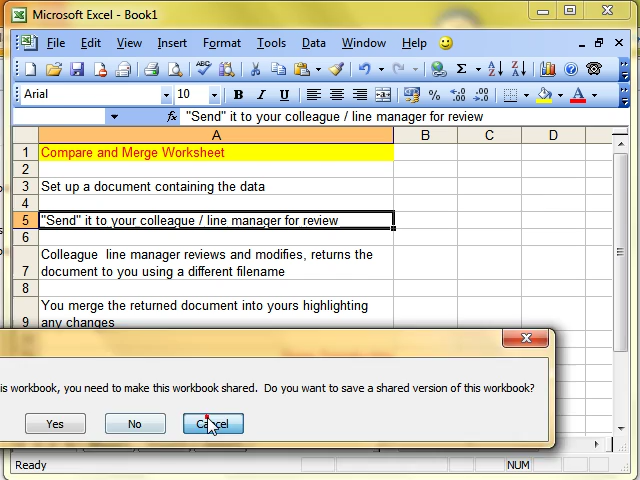 Microsoft Excel - Book1
File Edit View Insert Format Tools Data Window Help
Arial 10 B I U
"Send" it to your colleague / line manager for review
A B C D
1 Compare and Merge Worksheet
2
3 Set up a document containing the data
4
5 "Send" it to your colleague / line manager for review
6
Colleague line manager reviews and modifies, returns the
7 document to you using a different filename
8
You merge the returned document into yours highlighting
9 any changes
is workbook, you need to make this workbook shared. Do you want to save a shared version of this workbook?
Yes No Cancel
Ready NUM